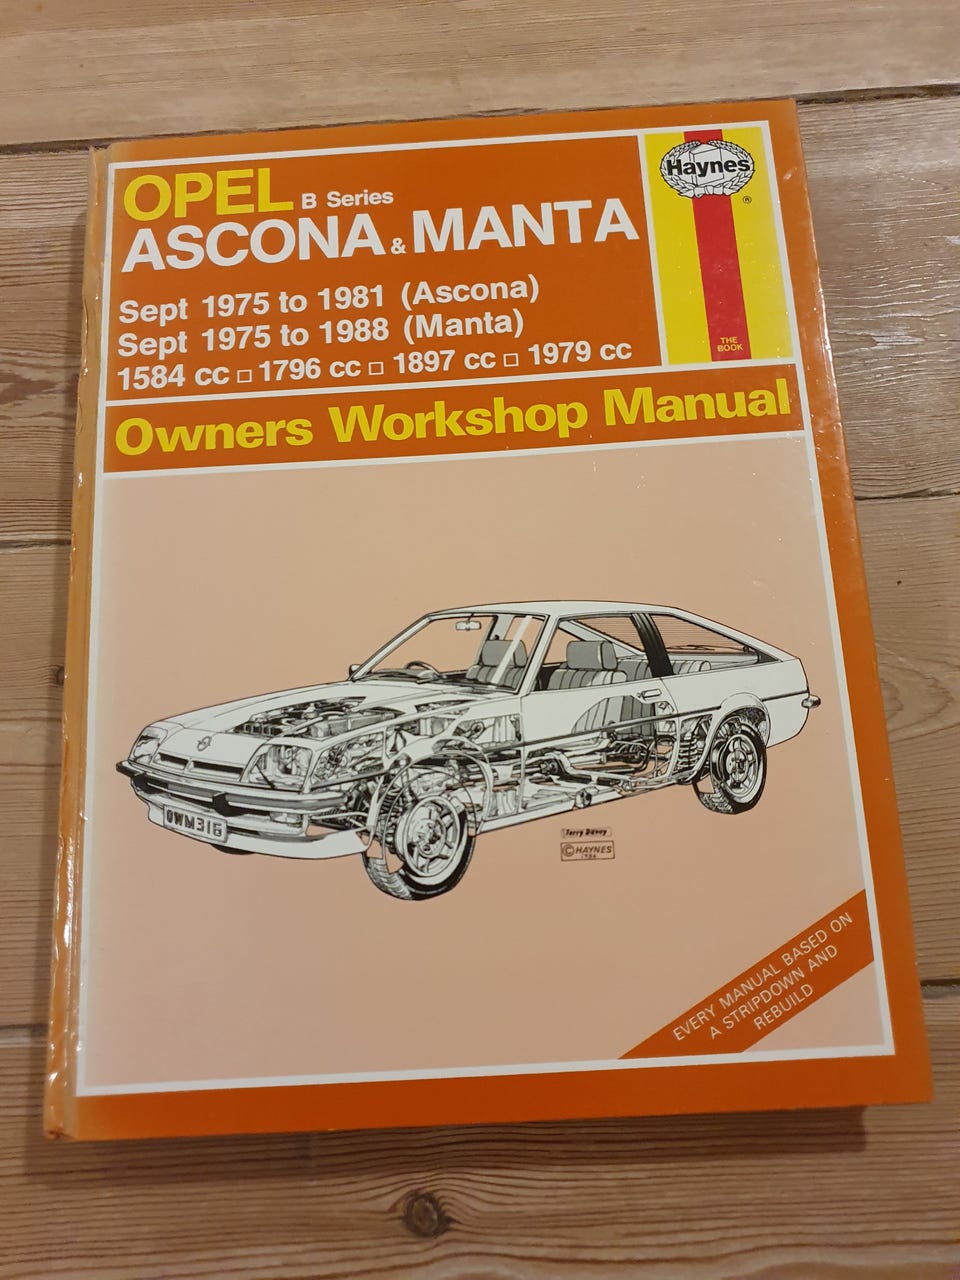 OPEL B Series
ASCONA & MANTA
Sept 1975 to 1981 (Ascona)
Sept 1975 to 1988 (Manta)
1584 cc □ 1796 cc □ 1897 cc □ 1979 cc
Haynes
®
THE
BOOK
Owners Workshop Manual
OWM316
Terry Davey
© HAYNES
1986
EVERY MANUAL BASED ON
A STRIPDOWN AND
REBUILD